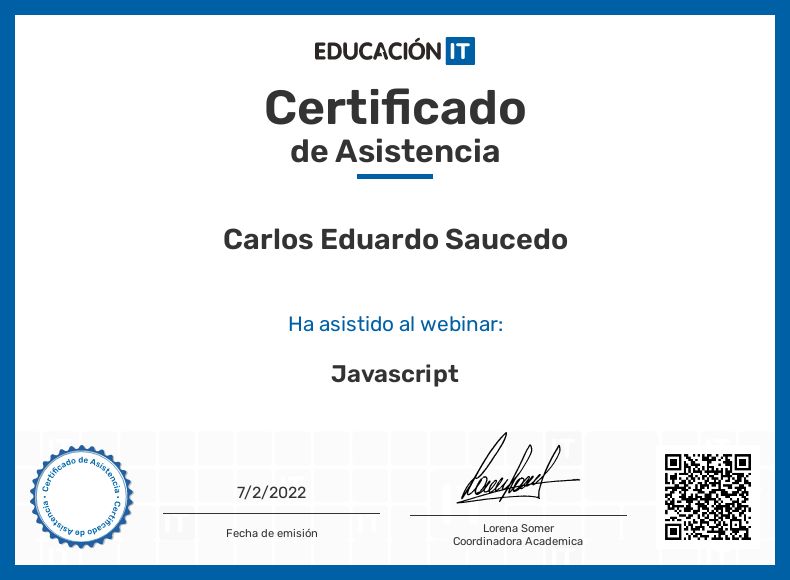 EDUCACIÓN IT
Certificado
de Asistencia
Carlos Eduardo Saucedo
Ha asistido al webinar:
Javascript
Certificado de Asistencia • Certificado de Asistencia •
7/2/2022
Fecha de emisión
Lorena Somer
Coordinadora Academica